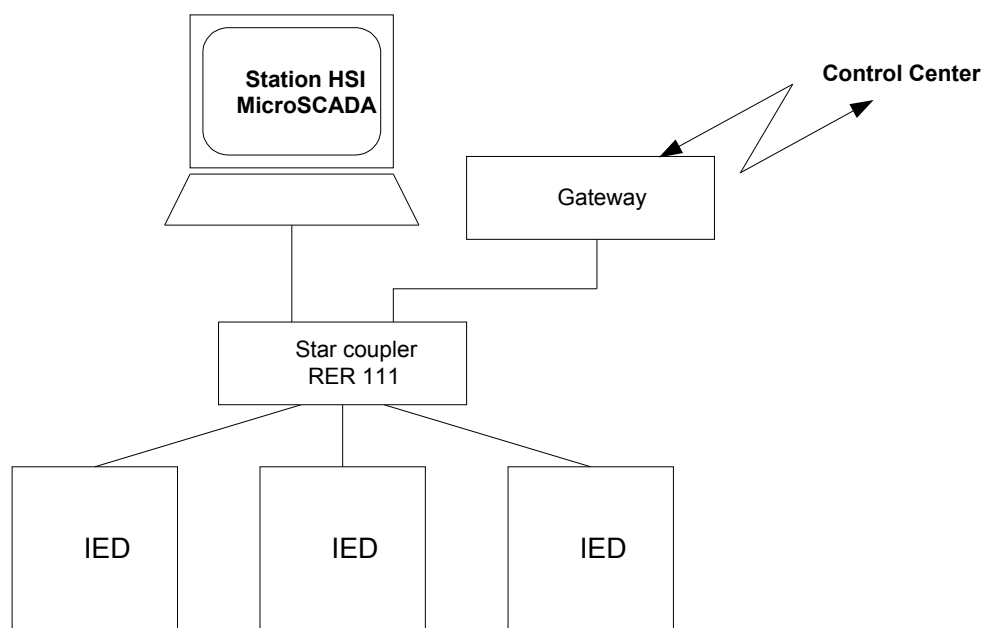 Station HSI
MicroSCADA
Control Center
Gateway
Star coupler
RER 111
IED
IED
IED